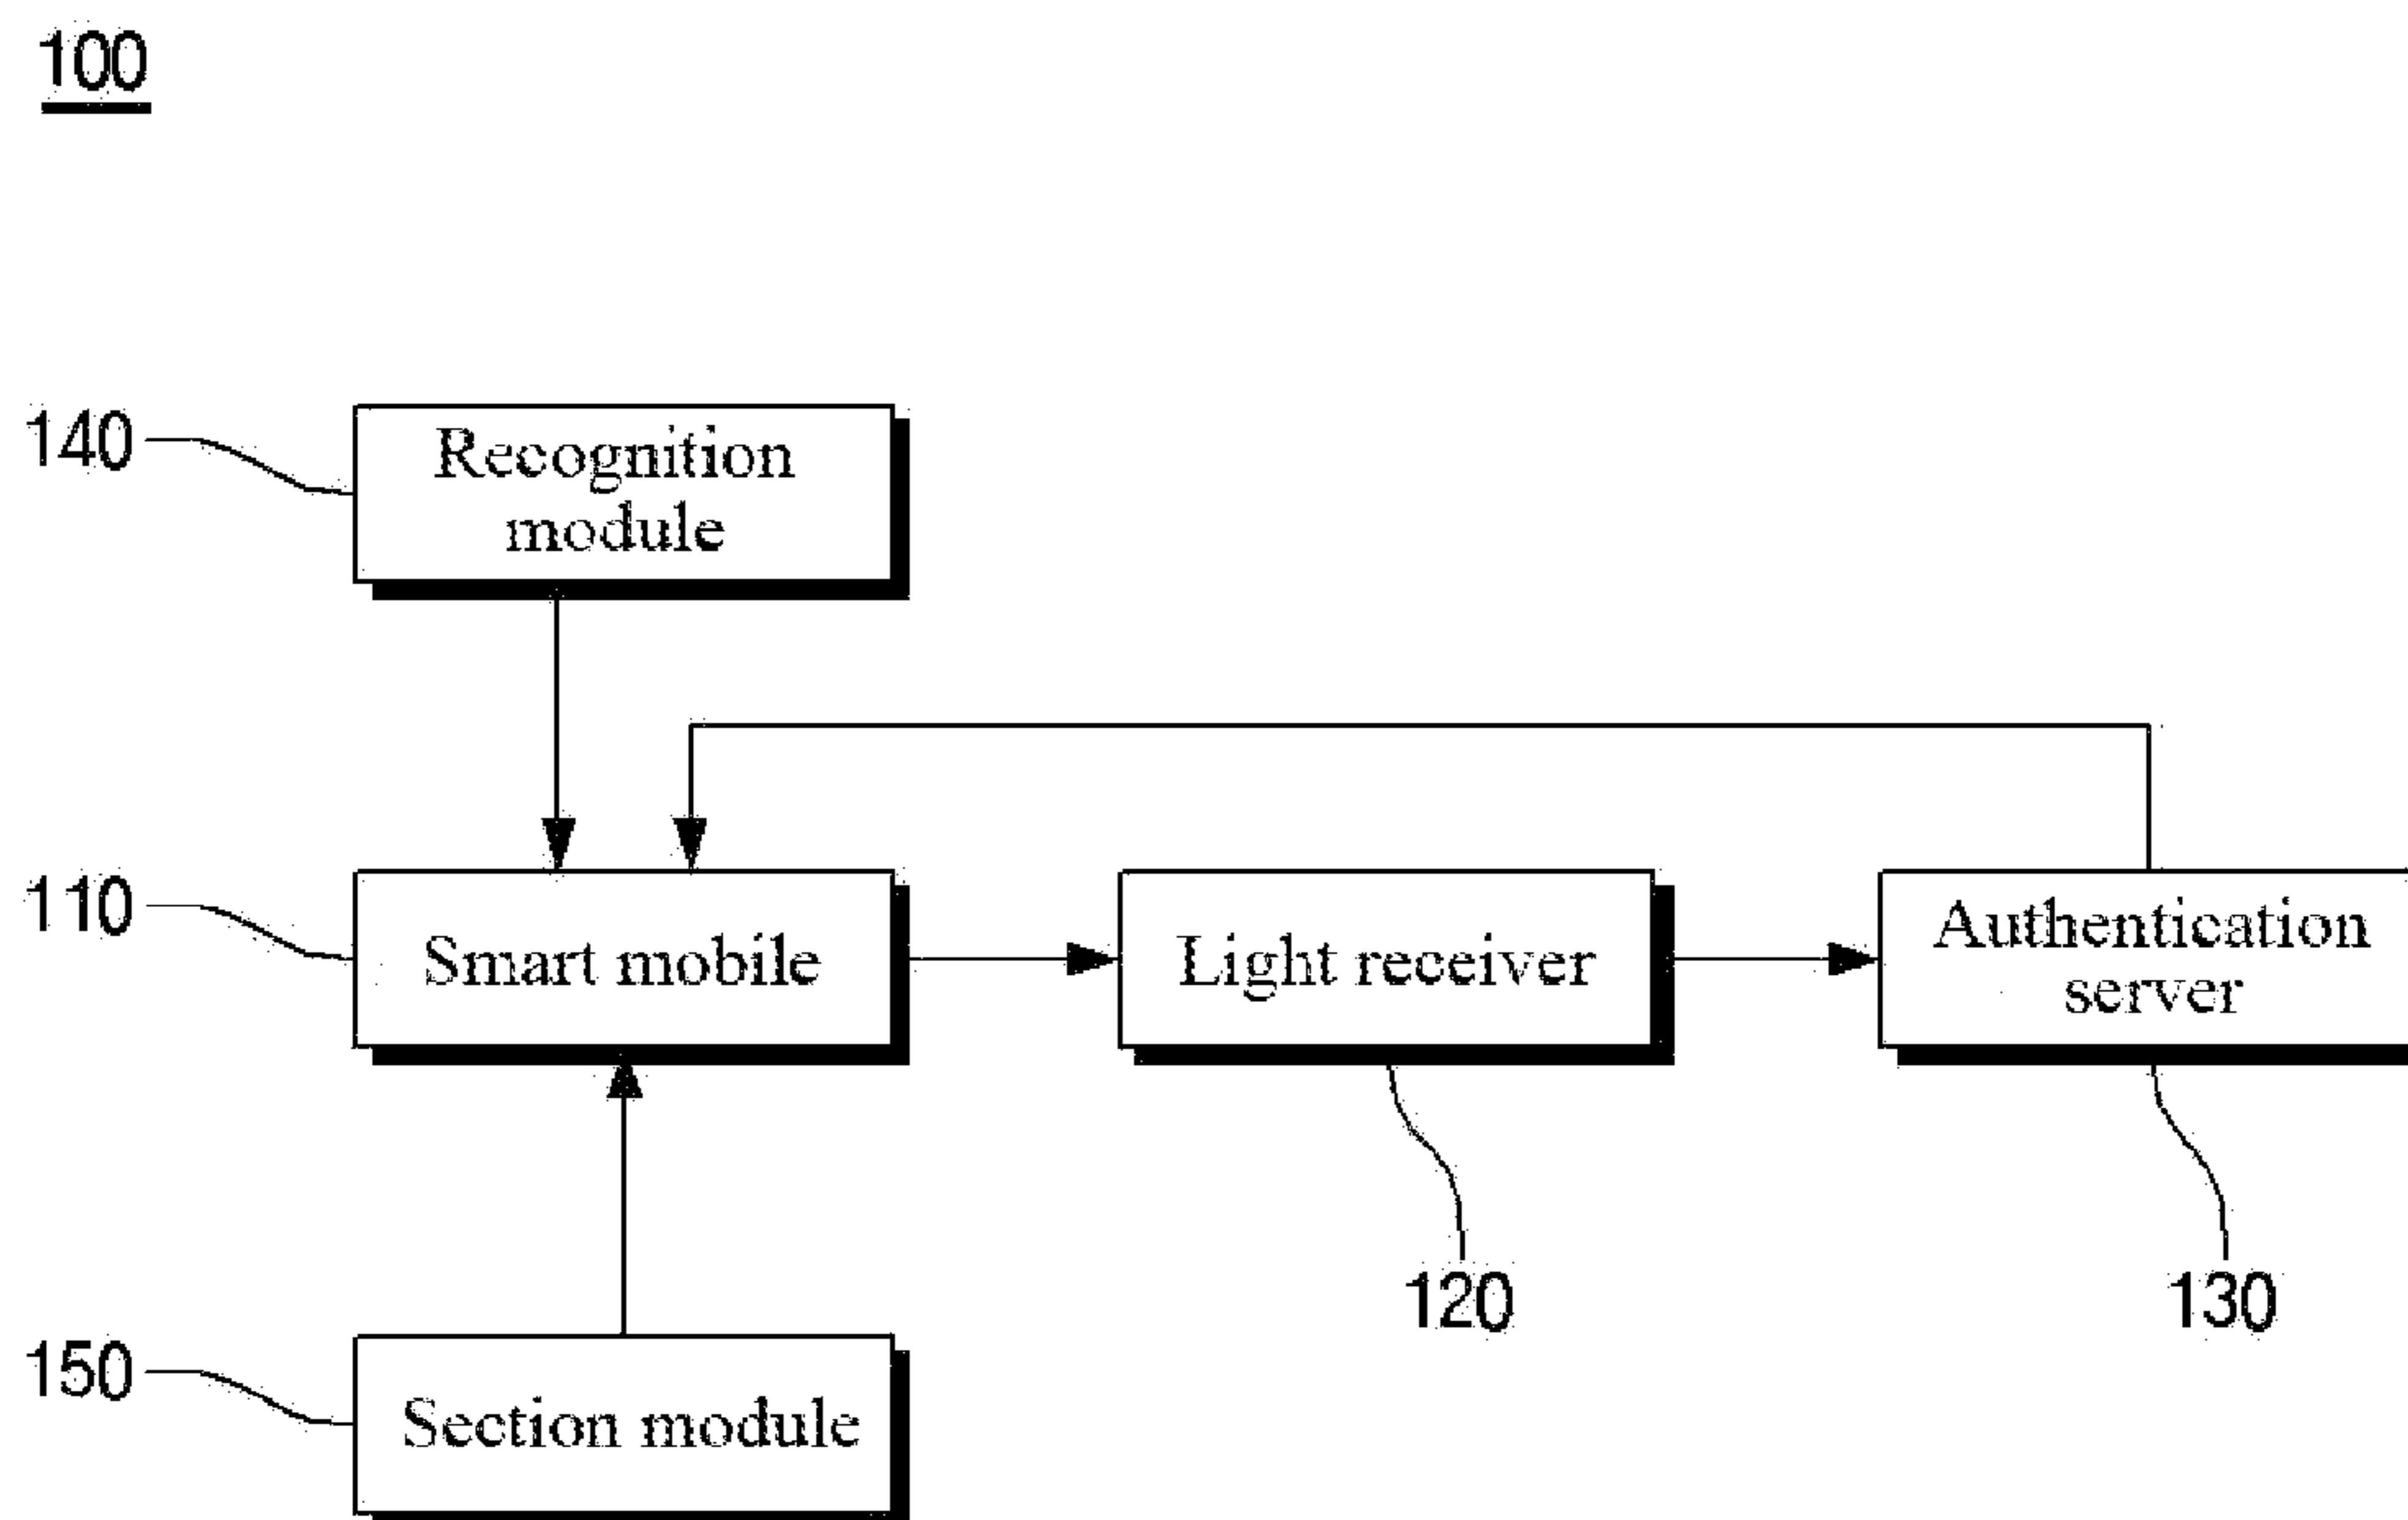 100
140
Recognition
module
110
Smart mobile
Light receiver
Authentication
server
120
130
150
Section module